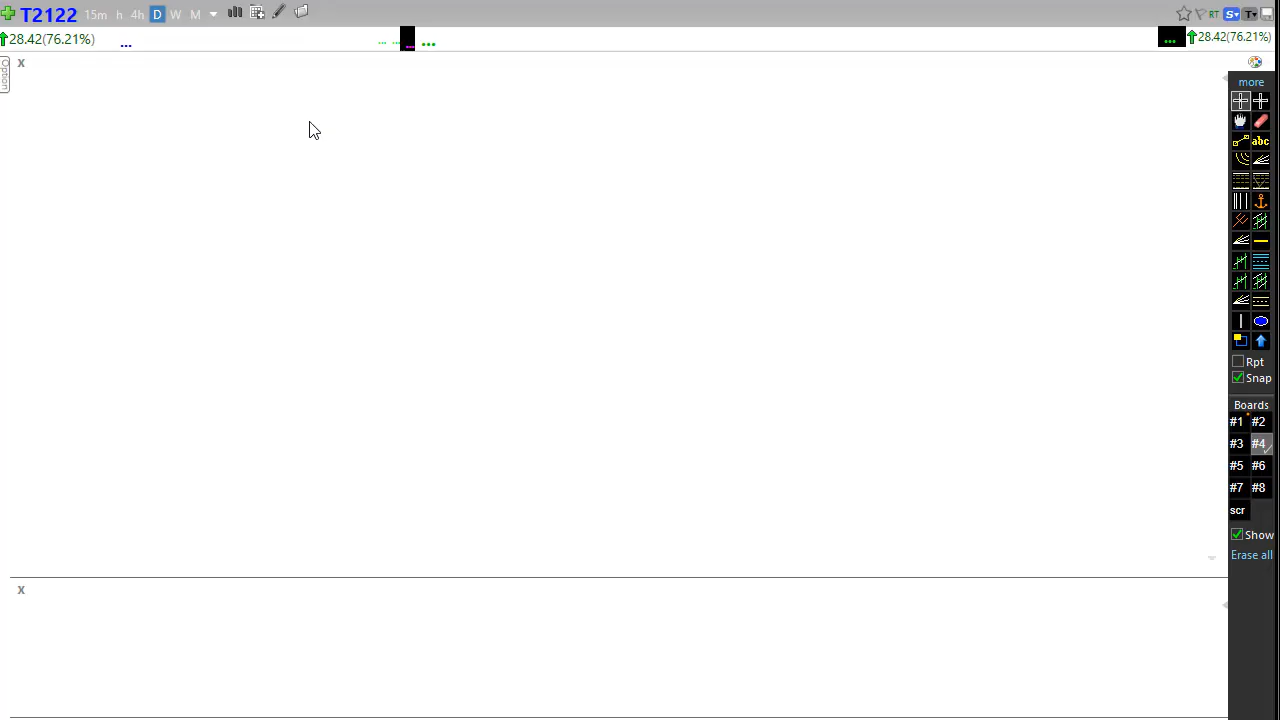 T2122 15m h 4h D W M RT S T
28.42(76.21%) ... ... ... ... ... ... 28.42(76.21%)
Option
x
more
abc
Rpt
Snap
Boards
#1 #2
#3 #4
#5 #6
#7 #8
scr
Show
Erase all
x